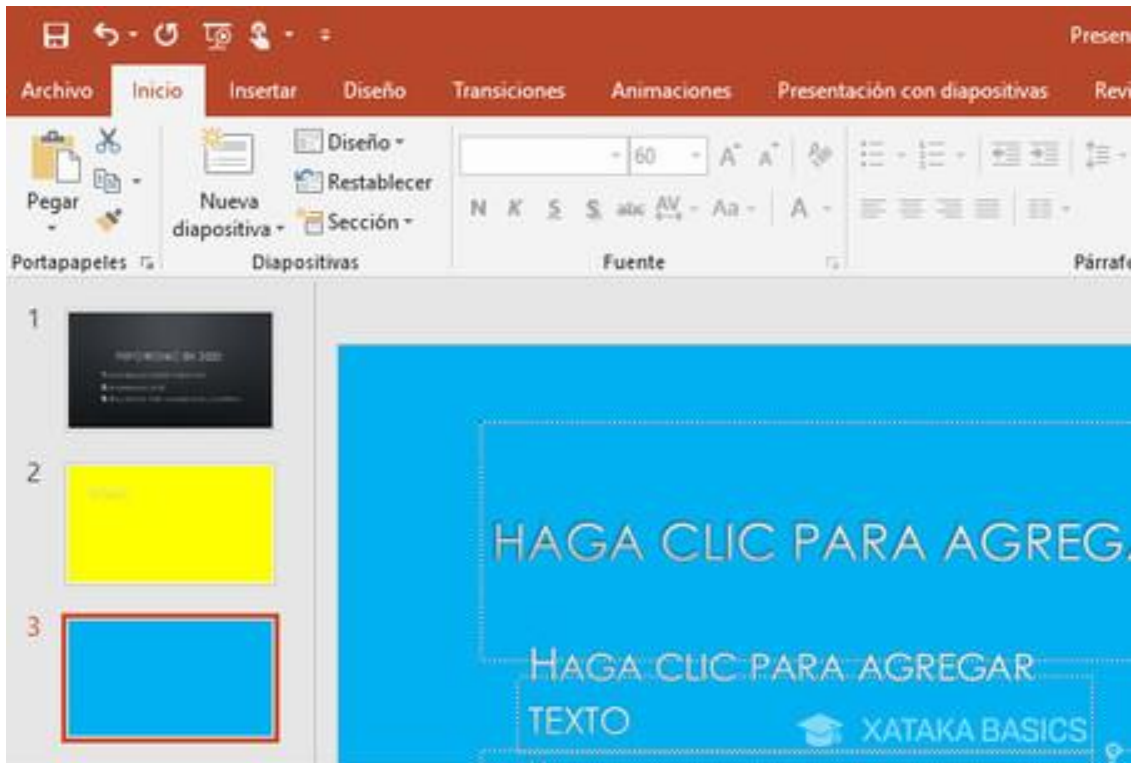 Presen
Archivo Inicio Insertar Diseño Transiciones Animaciones Presentación con diapositivas Revi
Pegar
Nueva diapositiva
Diseño
Restablecer
Sección
60 A A
N K S S abc AV Aa A
Portapapeles Diapositivas Fuente Párrafo
1
2
3
HAGA CLIC PARA AGREGA
HAGA CLIC PARA AGREGAR
TEXTO
XATAKA BASICS